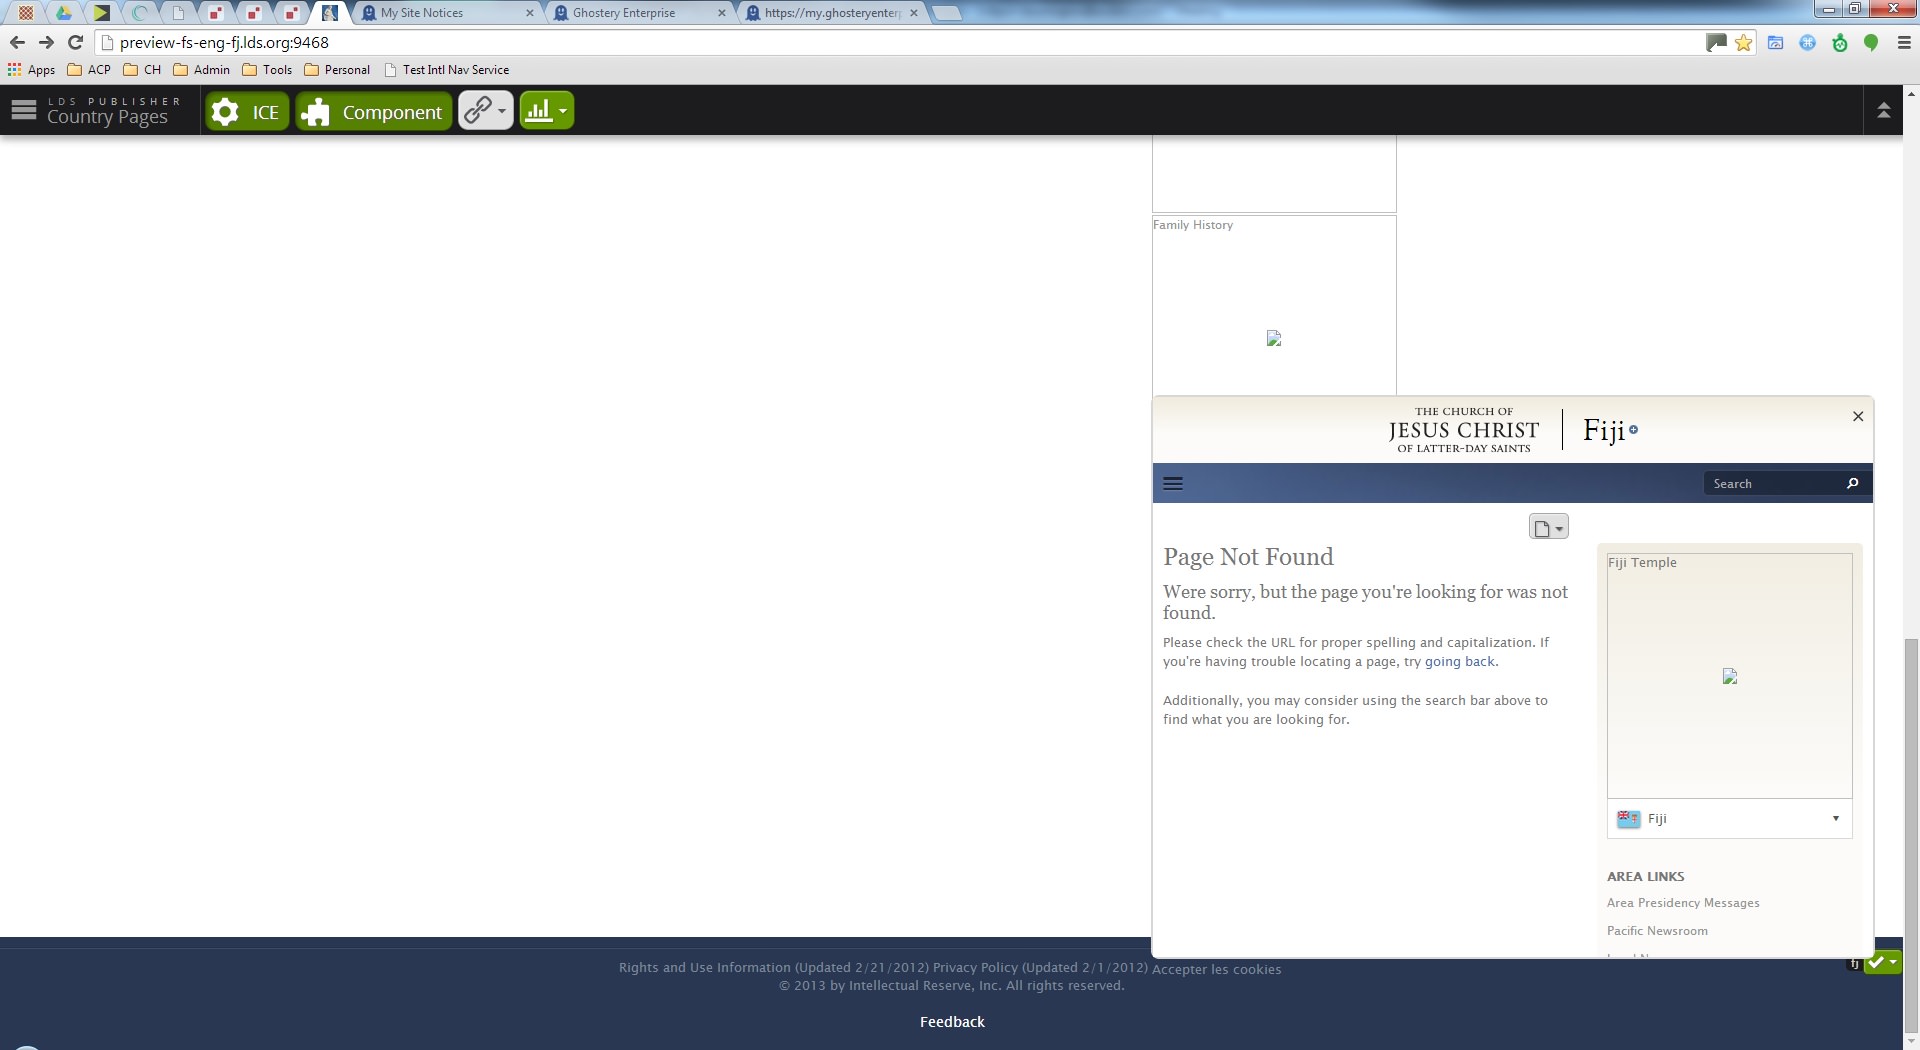 My Site Notices
Ghostery Enterprise
https://my.ghosteryenterp
preview-fs-eng-fj.lds.org:9468
Apps
ACP
CH
Admin
Tools
Personal
Test Intl Nav Service
LDS PUBLISHER
Country Pages
ICE
Component
Family History
THE CHURCH OF
JESUS CHRIST
OF LATTER-DAY SAINTS
Fiji
Search
Page Not Found
Were sorry, but the page you're looking for was not
found.
Please check the URL for proper spelling and capitalization. If
you're having trouble locating a page, try going back.
Additionally, you may consider using the search bar above to
find what you are looking for.
Fiji Temple
Fiji
AREA LINKS
Area Presidency Messages
Pacific Newsroom
fj
Rights and Use Information (Updated 2/21/2012) Privacy Policy (Updated 2/1/2012) Accepter les cookies
© 2013 by Intellectual Reserve, Inc. All rights reserved.
Feedback